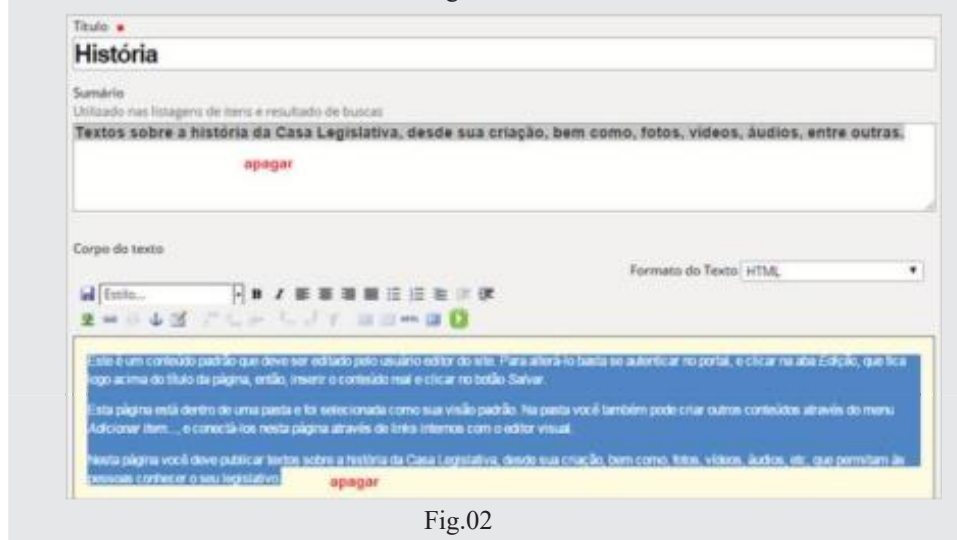 Título
História
Sumário
Utilizado nas listagens de itens e resultado de buscas
Textos sobre a história da Casa Legislativa, desde sua criação, bem como, fotos, vídeos, áudios, entre outras.
apagar
Corpo do texto
Formato do Texto HTML
Estilo...
Este é um conteúdo padrão que deve ser editado pelo usuário editor do site. Para alterá-lo basta se autenticar no portal, e clicar na aba Edição, que fica
logo acima do título da página, então, inserir o conteúdo real e clicar no botão Salvar.
Esta página está dentro de uma pasta e foi selecionada como sua visão padrão. Na pasta você também pode criar outros conteúdos através do menu
Adicionar item..., e conectá-los nesta página através de links internos com o editor visual.
Nesta página você deve publicar textos sobre a história da Casa Legislativa, desde sua criação, bem como, fotos, vídeos, áudios, etc, que permitam às
pessoas conhecer o seu legislativo.
apagar
Fig.02